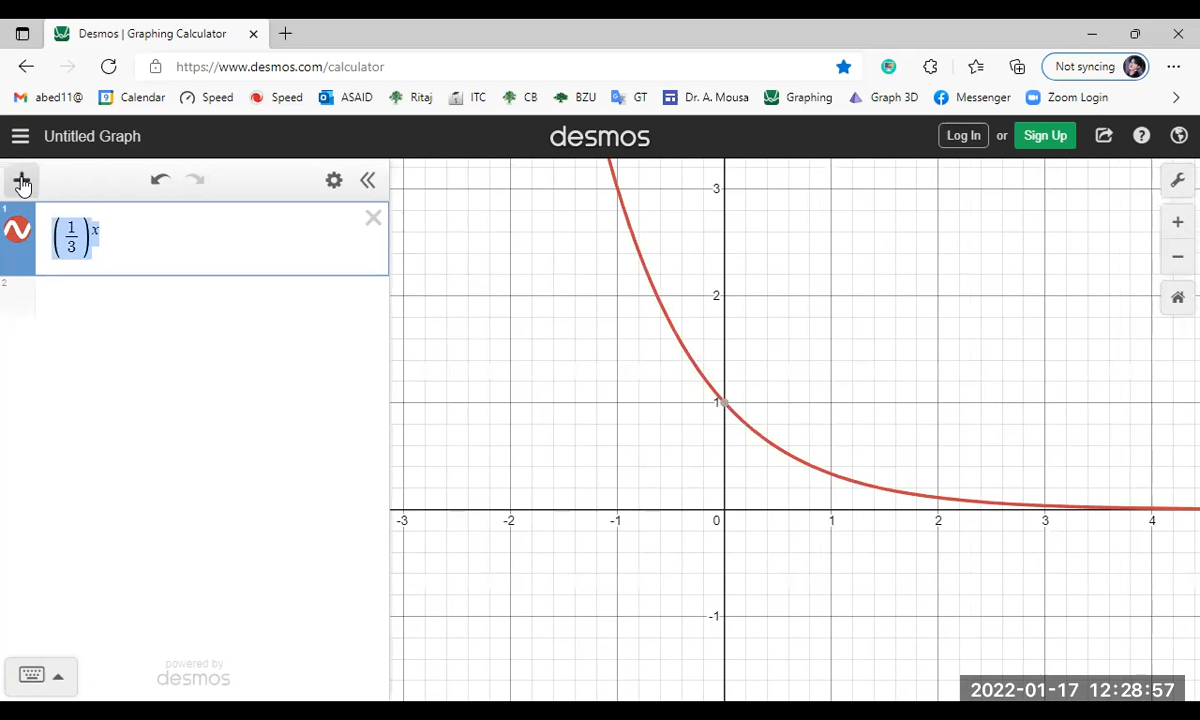 Desmos | Graphing Calculator
https://www.desmos.com/calculator
Not syncing
abed11@
9 Calendar
Speed
Speed
ASAID
Ritaj
ITC
CB
BZU
GT
Dr. A. Mousa
Graphing
Graph 3D
Messenger
Zoom Login
Untitled Graph
desmos
Log In or Sign Up
1
(1/3)^x
2
3
2
1
-3 -2 -1 0 1 2 3 4
-1
powered by
desmos
2022-01-17 12:28:57